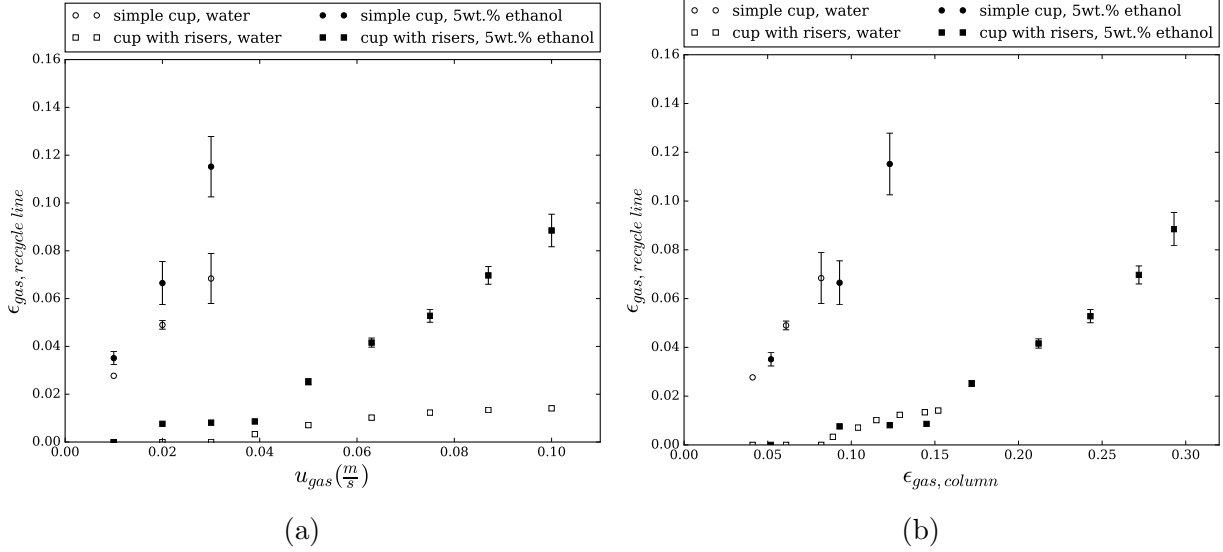 simple cup, water simple cup, 5wt.% ethanol
cup with risers, water cup with risers, 5wt.% ethanol
0.16
0.14
0.12
0.10
0.08
0.06
0.04
0.02
0.00
ϵgas, recycle line
0.00 0.02 0.04 0.06 0.08 0.10
ugas(m/s)
(a)
simple cup, water simple cup, 5wt.% ethanol
cup with risers, water cup with risers, 5wt.% ethanol
0.16
0.14
0.12
0.10
0.08
0.06
0.04
0.02
0.00
ϵgas, recycle line
0.00 0.05 0.10 0.15 0.20 0.25 0.30
ϵgas, column
(b)